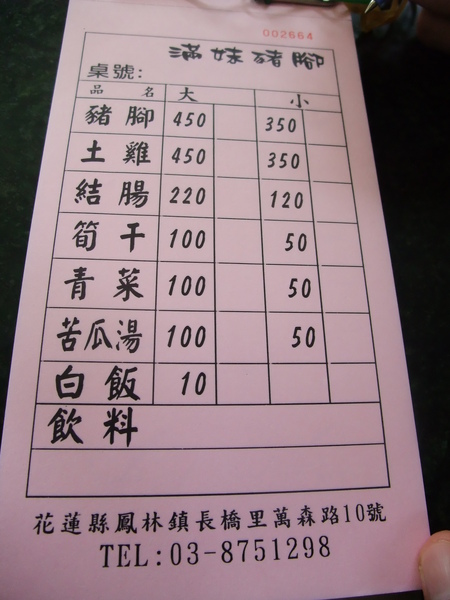 002664
滿妹豬腳
桌號:
品名 大 小
豬腳 450 350
土雞 450 350
結腸 220 120
筍干 100 50
青菜 100 50
苦瓜湯 100 50
白飯 10
飲料
花蓮縣鳳林鎮長橋里萬森路10號
TEL:03-8751298